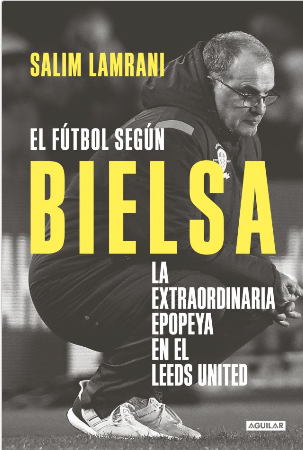 SALIM LAMRANI
EL FÚTBOL SEGÚN
BIELSA
LA
EXTRAORDINARIA
EPOPEYA
EN EL
LEEDS UNITED
AGUILAR